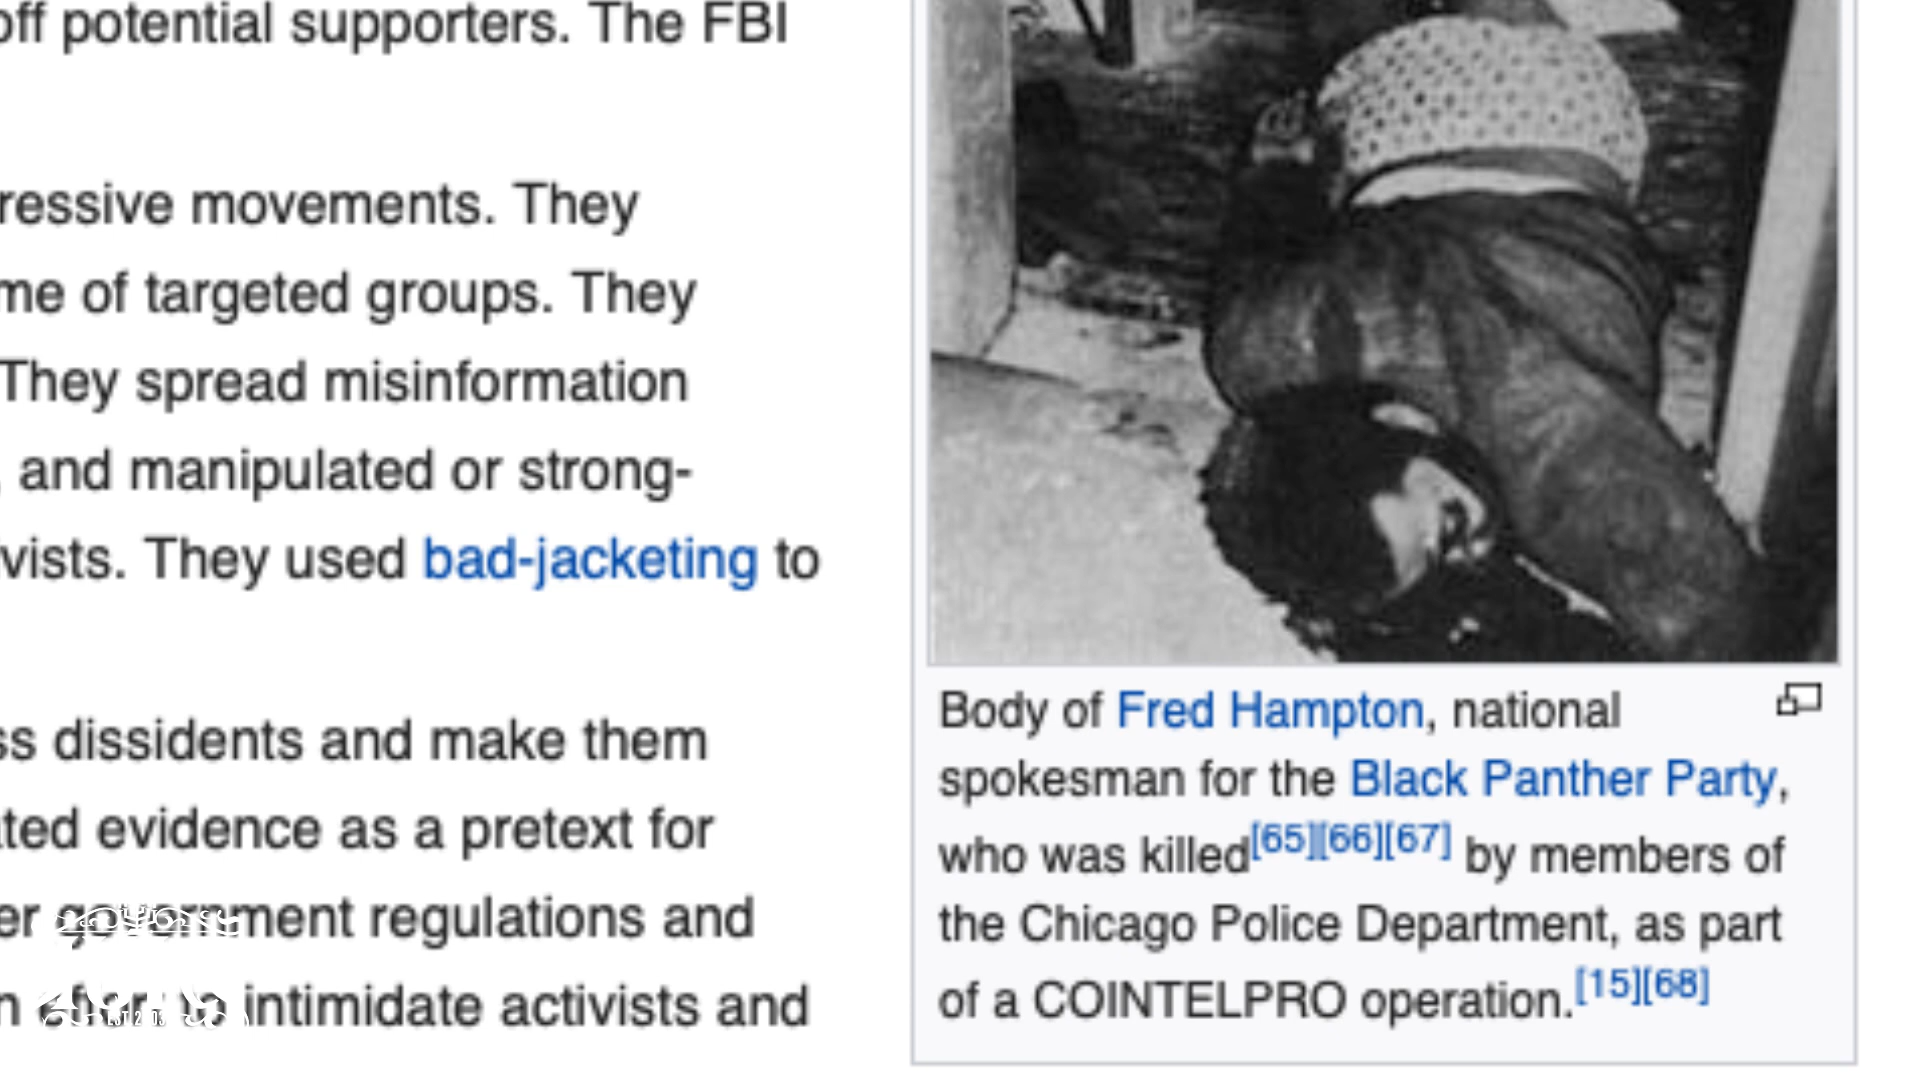 off potential supporters. The FBI
ressive movements. They
me of targeted groups. They
They spread misinformation
, and manipulated or strong-
vists. They used bad-jacketing to
ss dissidents and make them
ated evidence as a pretext for
er government regulations and
intimidate activists and
Body of Fred Hampton, national
spokesman for the Black Panther Party,
who was killed[65][66][67] by members of
the Chicago Police Department, as part
of a COINTELPRO operation.[15][68]